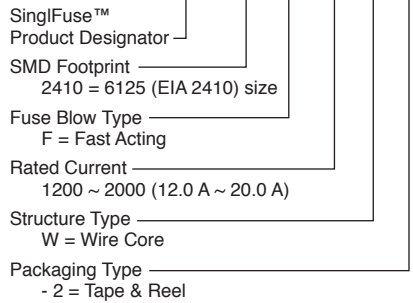 SinglFuse™
Product Designator
SMD Footprint
2410 = 6125 (EIA 2410) size
Fuse Blow Type
F = Fast Acting
Rated Current
1200 ~ 2000 (12.0 A ~ 20.0 A)
Structure Type
W = Wire Core
Packaging Type
- 2 = Tape & Reel